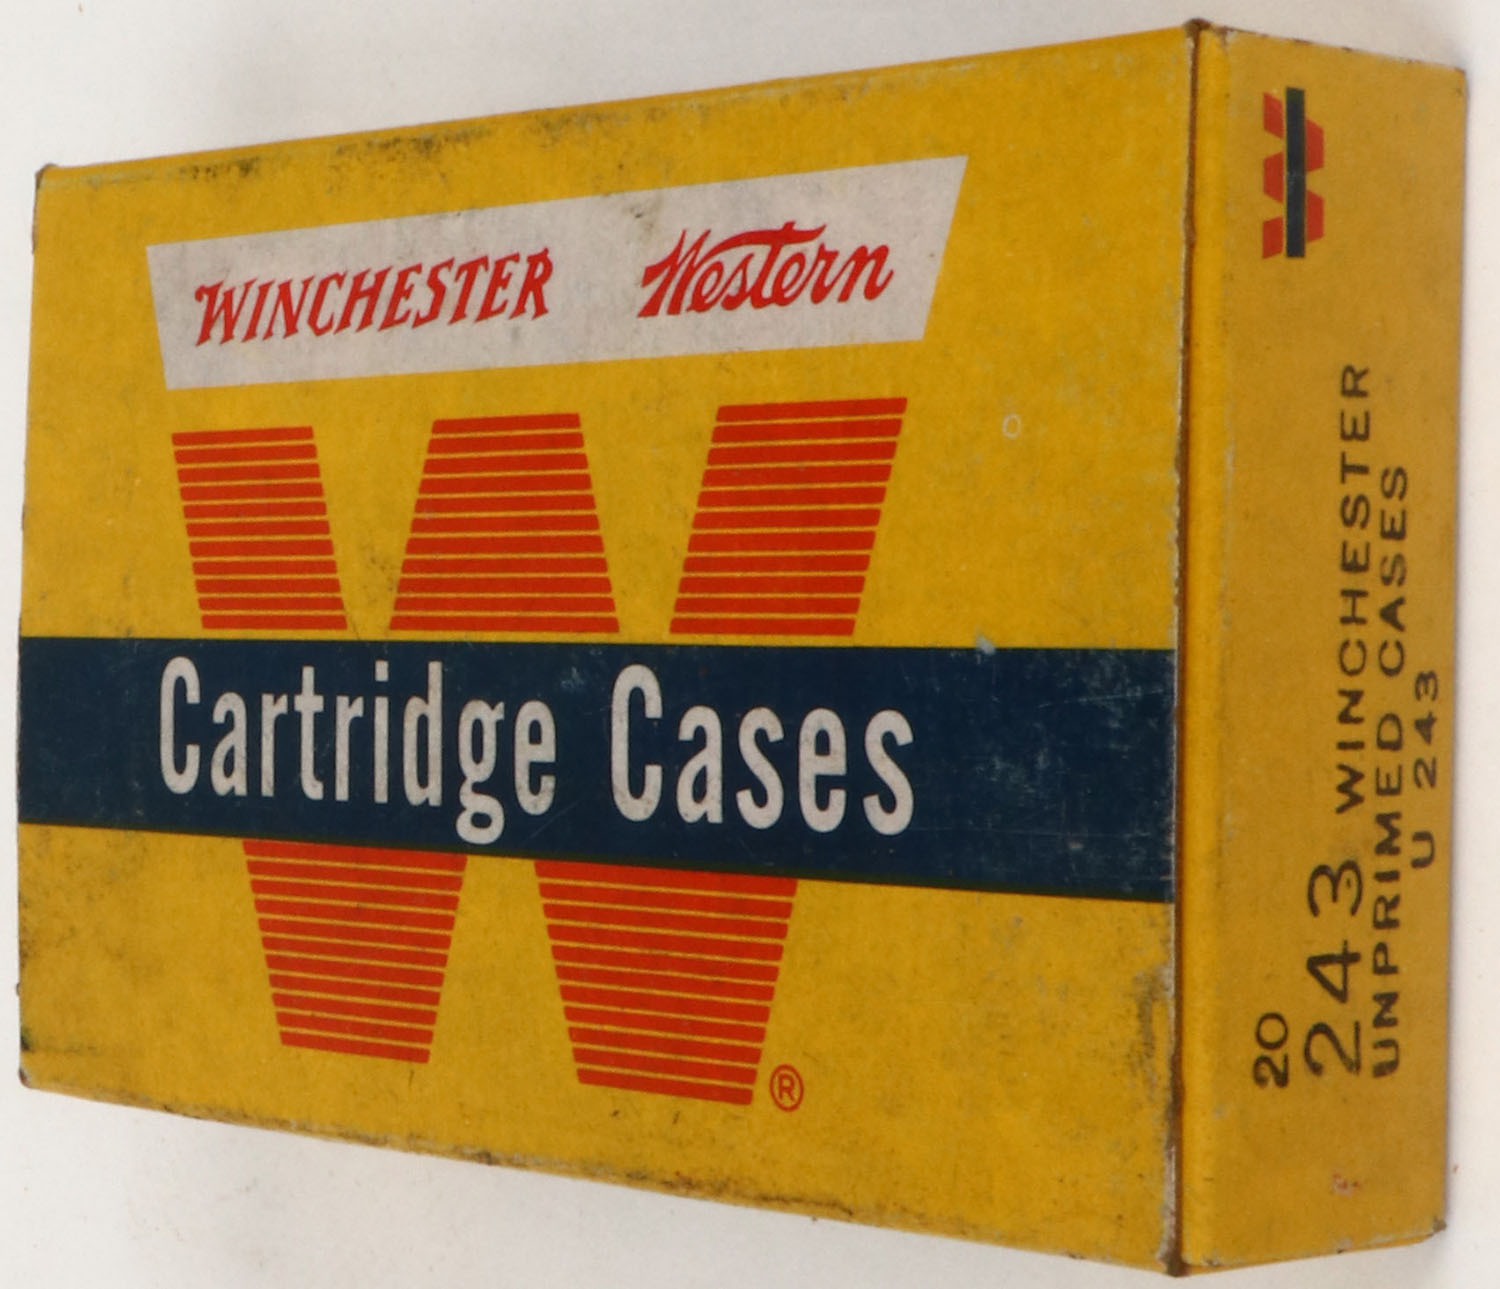 WINCHESTER Western
Cartridge Cases
®
W
20
243 WINCHESTER
UNPRIMED CASES
U 243